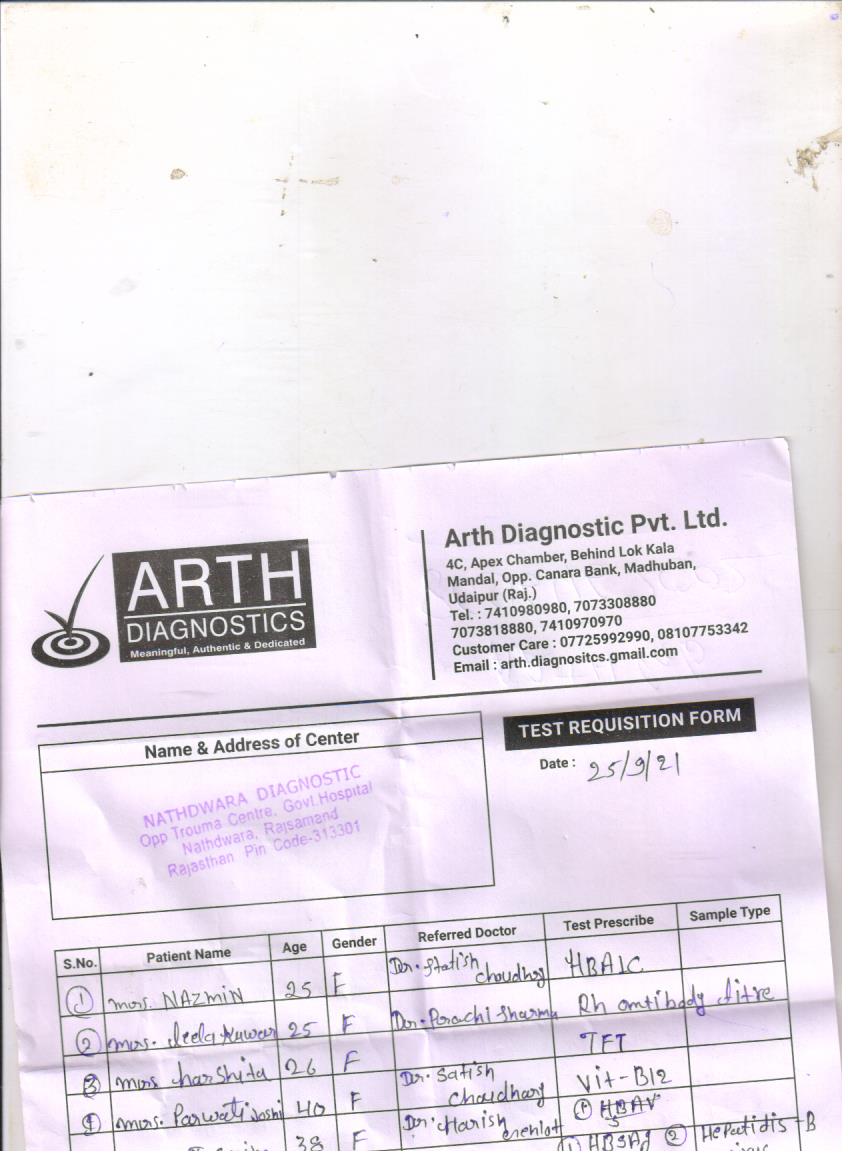 ARTH
DIAGNOSTICS
Meaningful, Authentic & Dedicated
Arth Diagnostic Pvt. Ltd.
4C, Apex Chamber, Behind Lok Kala
Mandal, Opp. Canara Bank, Madhuban,
Udaipur (Raj.)
Tel. : 7410980980, 7073308880
7073818880, 7410970970
Customer Care : 07725992990, 08107753342
Email : arth.diagnositcs.gmail.com
Name & Address of Center
NATHDWARA DIAGNOSTIC
Opp Trouma Centre, Govt.Hospital
Nathdwara, Rajsamand
Rajasthan Pin Code-313301
TEST REQUISITION FORM
Date : 25/9/21
S.No. Patient Name Age Gender Referred Doctor Test Prescribe Sample Type
1 mrs. NAZMIN 25 F Dr. choudhry HBA1C
2 mrs. 25 F Dr. Prachi Sharma Rh antibody titre
3 mrs harshita 26 F TFT
4 mrs. Parwati Joshi 40 F Dr. Satish choudhary Vit-B12
38 F Dr. Harish
1 HBSAg 2 Hepatidis-B